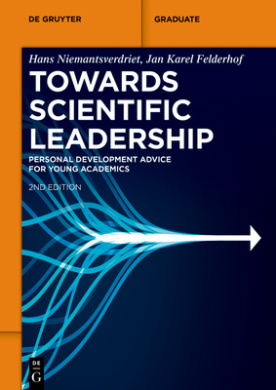 DE GRUYTER
GRADUATE
Hans Niemantsverdriet, Jan Karel Felderhof
TOWARDS
SCIENTIFIC
LEADERSHIP
PERSONAL DEVELOPMENT ADVICE
FOR YOUNG ACADEMICS
2ND EDITION
DE
G